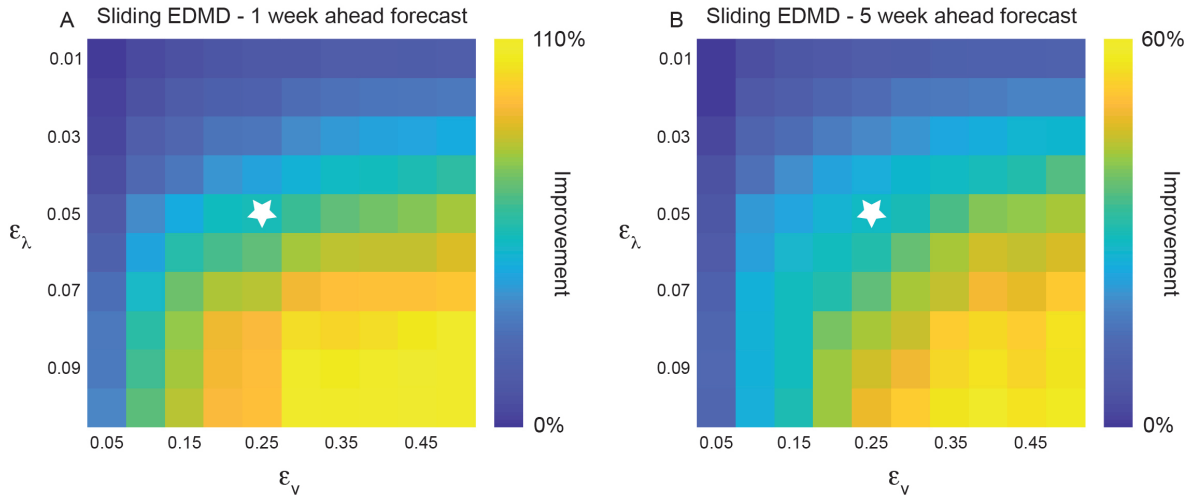 A Sliding EDMD - 1 week ahead forecast
110%
0.01
0.03
0.05
0.07
0.09
ελ
Improvement
0%
0.05 0.15 0.25 0.35 0.45
εv
B Sliding EDMD - 5 week ahead forecast
60%
0.01
0.03
0.05
0.07
0.09
ελ
Improvement
0%
0.05 0.15 0.25 0.35 0.45
εv